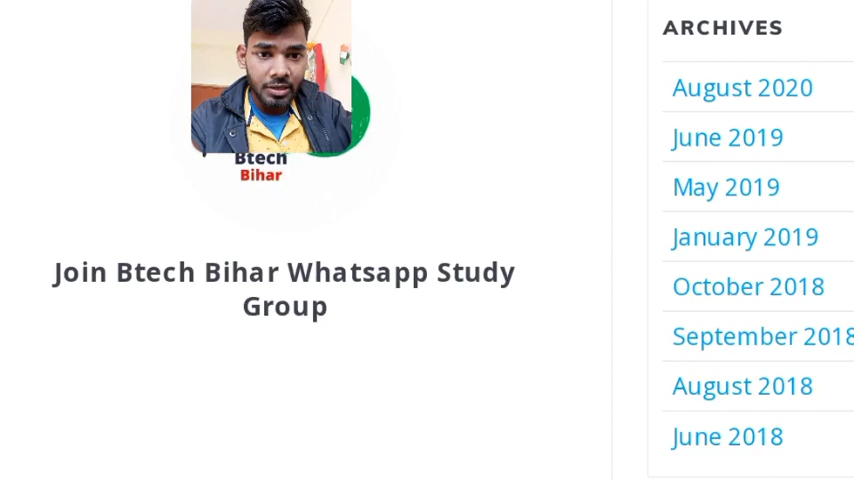 Btech
Bihar
Join Btech Bihar Whatsapp Study
Group
ARCHIVES
August 2020
June 2019
May 2019
January 2019
October 2018
September 2018
August 2018
June 2018